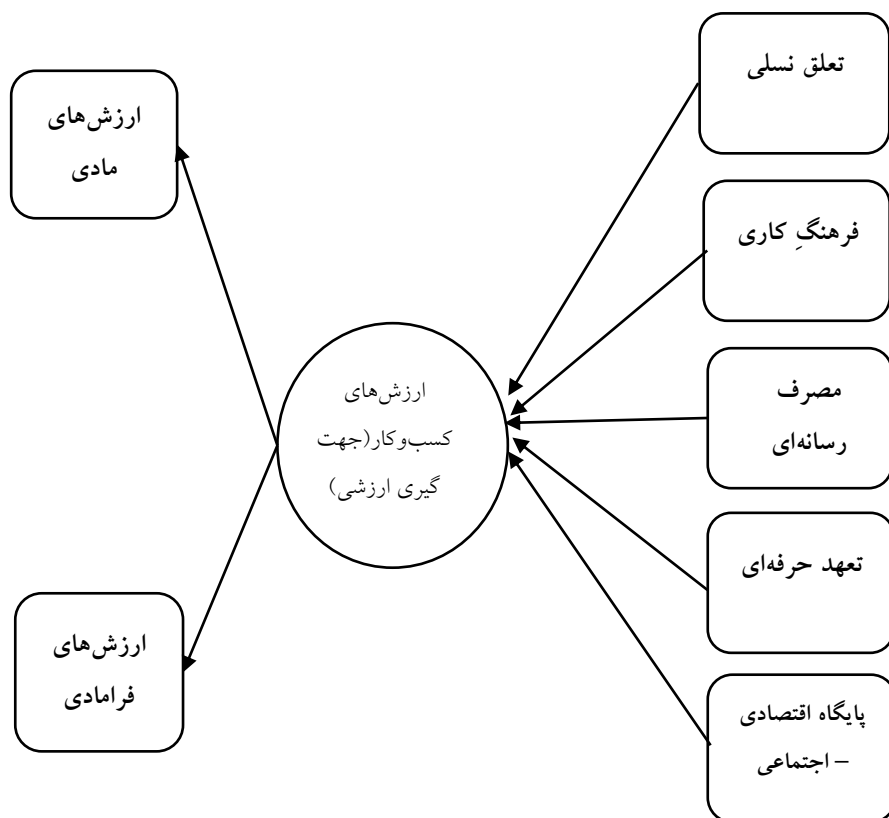 تعلق نسلی
فرهنگِ کاری
مصرف
رسانه‌ای
تعهد حرفه‌ای
پایگاه اقتصادی
– اجتماعی
ارزش‌های
کسب‌وکار(جهت
گیری ارزشی)
ارزش‌های
مادی
ارزش‌های
فرامادی